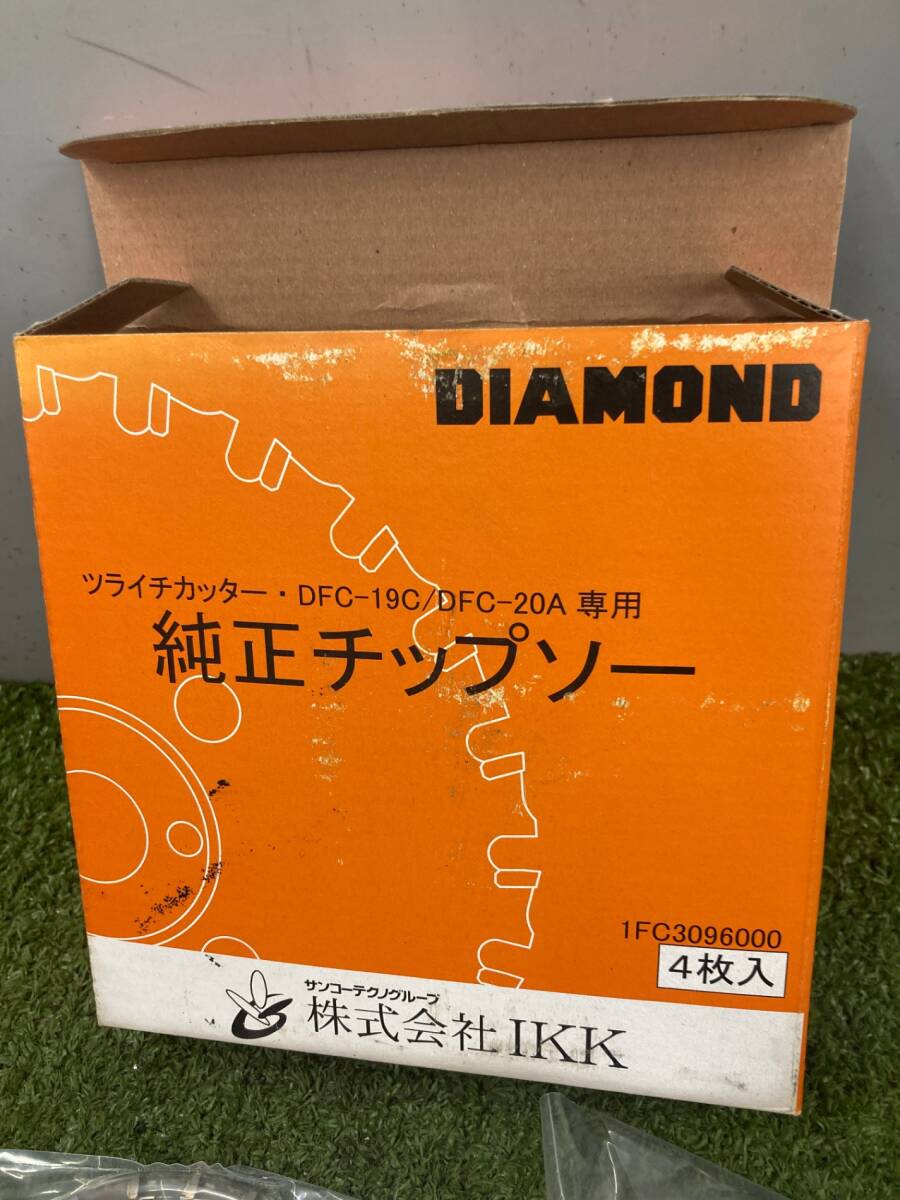 DIAMOND
ツライチカッター・DFC-19C/DFC-20A 専用
純正チップソー
1FC3096000
4枚入
サンコーテクノグループ
株式会社IKK